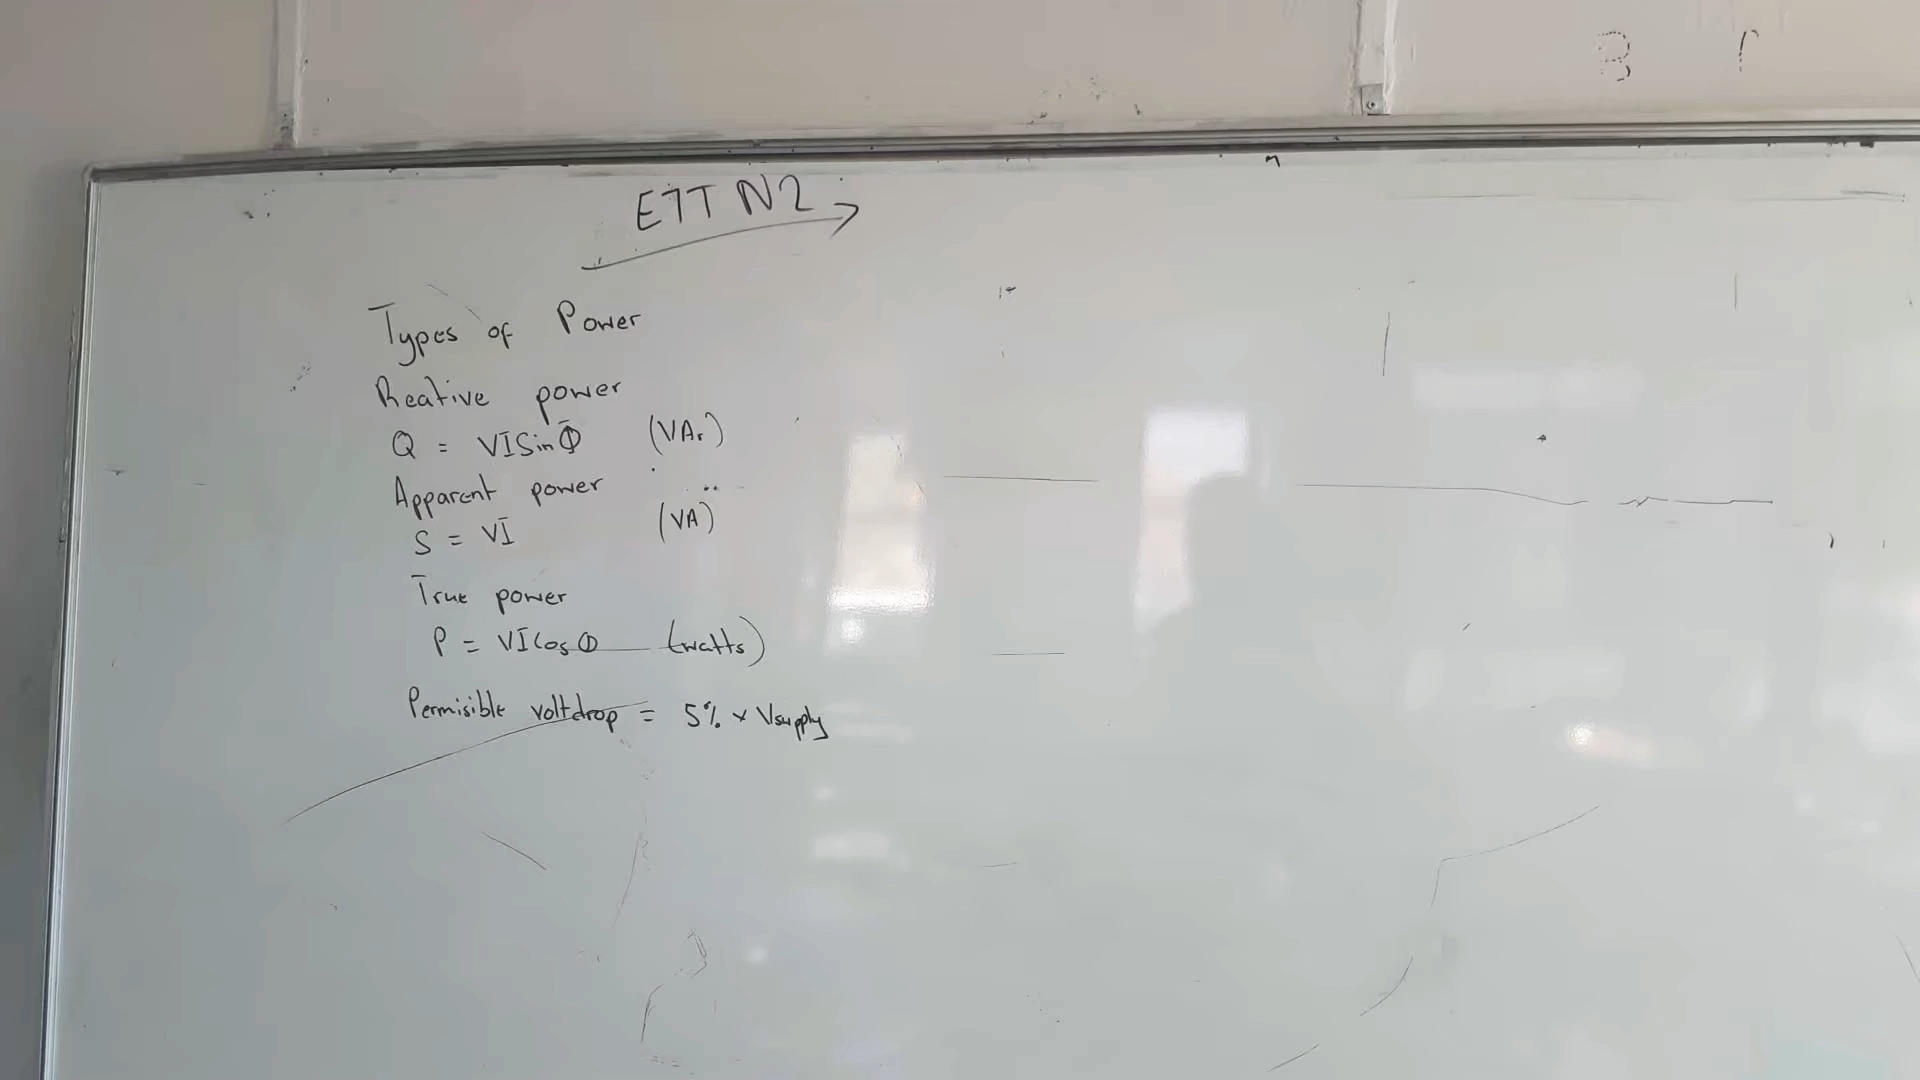 ETT N2
Types of Power
Reative power
Q = VISinΦ (VAr)
Apparent power
S = VI (VA)
True power
P = VICosΦ (watts)
Permisible voltdrop = 5% x Vsupply